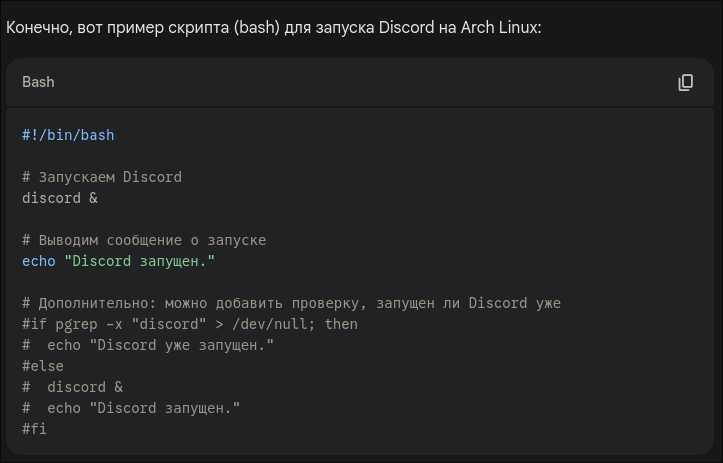 Конечно, вот пример скрипта (bash) для запуска Discord на Arch Linux:
Bash
#!/bin/bash
# Запускаем Discord
discord &
# Выводим сообщение о запуске
echo "Discord запущен."
# Дополнительно: можно добавить проверку, запущен ли Discord уже
#if pgrep -x "discord" > /dev/null; then
#  echo "Discord уже запущен."
#else
#  discord &
#  echo "Discord запущен."
#fi